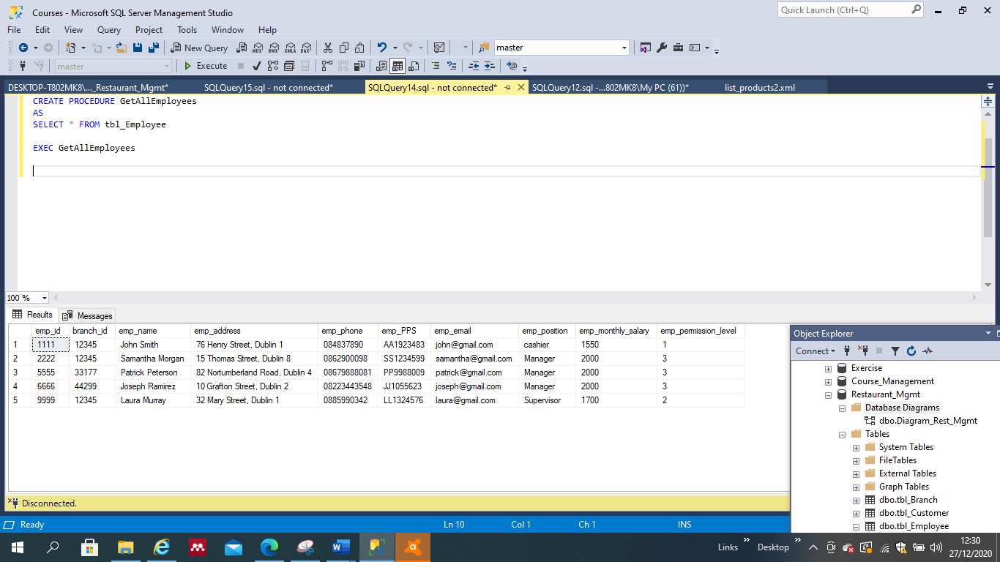 Courses - Microsoft SQL Server Management Studio
Quick Launch (Ctrl+Q)
File Edit View Query Project Tools Window Help
New Query MDX DMX XMLA DAX master
master Execute
DESKTOP-T802MK8\..._Restaurant_Mgmt* SQLQuery15.sql - not connected* SQLQuery14.sql - not connected* SQLQuery12.sql -...802MK8\My PC (61))* list_products2.xml
CREATE PROCEDURE GetAllEmployees
AS
SELECT * FROM tbl_Employee
EXEC GetAllEmployees
100 %
Results Messages
emp_id branch_id emp_name emp_address emp_phone emp_PPS emp_email emp_position emp_monthly_salary emp_permission_level
1 1111 12345 John Smith 76 Henry Street, Dublin 1 084837890 AA1923483 john@gmail.com cashier 1550 1
2 2222 12345 Samantha Morgan 15 Thomas Street, Dublin 8 0862900098 SS1234599 samantha@gmail.com Manager 2000 3
3 5555 33177 Patrick Peterson 82 Nortumberland Road, Dublin 4 08679888081 PP9988009 patrick@gmail.com Manager 2000 3
4 6666 44299 Joseph Ramirez 10 Grafton Street, Dublin 2 08223443548 JJ1055623 joseph@gmail.com Manager 2000 3
5 9999 12345 Laura Murray 32 Mary Street, Dublin 1 0885990342 LL1324576 laura@gmail.com Supervisor 1700 2
Object Explorer
Connect
Exercise
Course_Management
Restaurant_Mgmt
Database Diagrams
dbo.Diagram_Rest_Mgmt
Tables
System Tables
FileTables
External Tables
Graph Tables
dbo.tbl_Branch
dbo.tbl_Customer
dbo.tbl_Employee
Disconnected.
Ready Ln 10 Col 1 Ch 1 INS
Links Desktop 12:30
27/12/2020